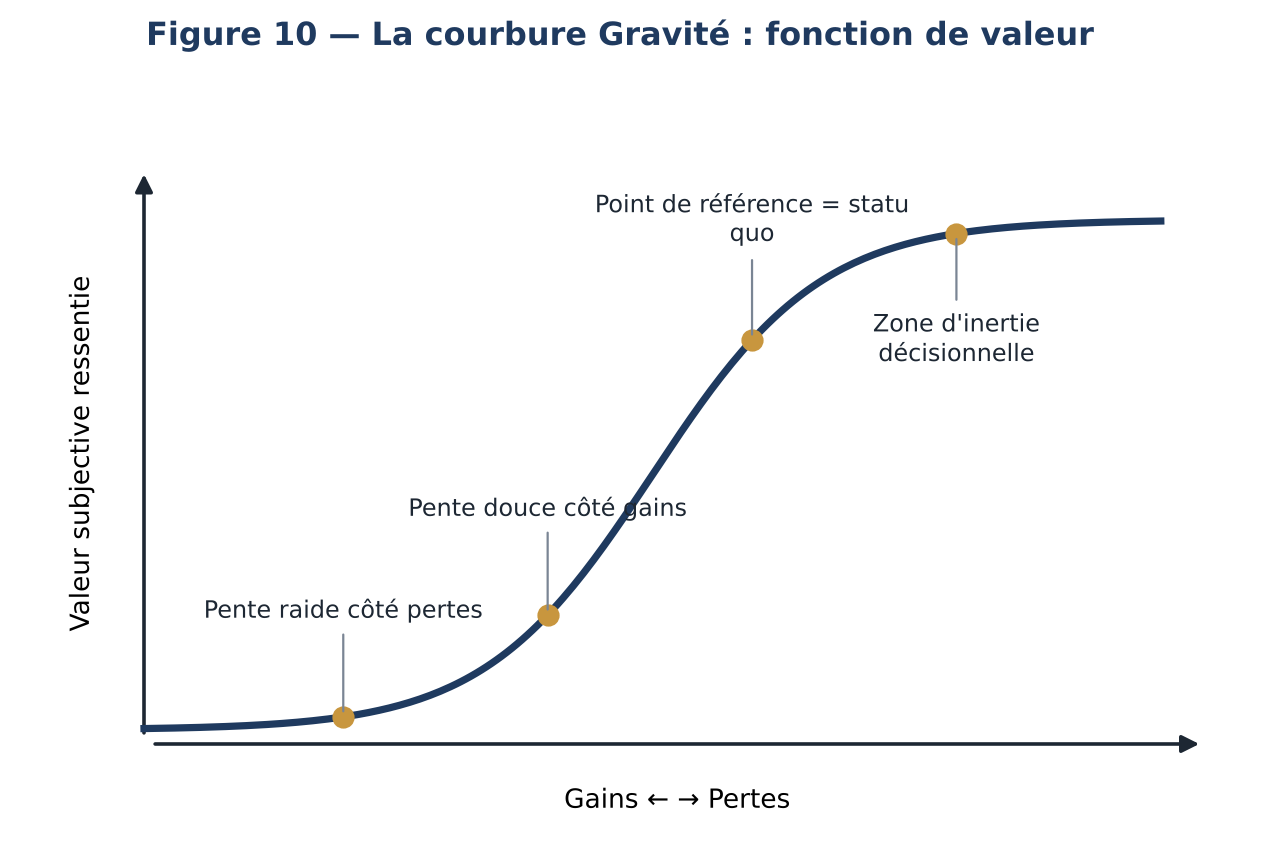 Figure 10 — La courbure Gravité : fonction de valeur
Point de référence = statu
quo
Zone d'inertie
décisionnelle
Valeur subjective ressentie
Pente douce côté gains
Pente raide côté pertes
Gains ← → Pertes